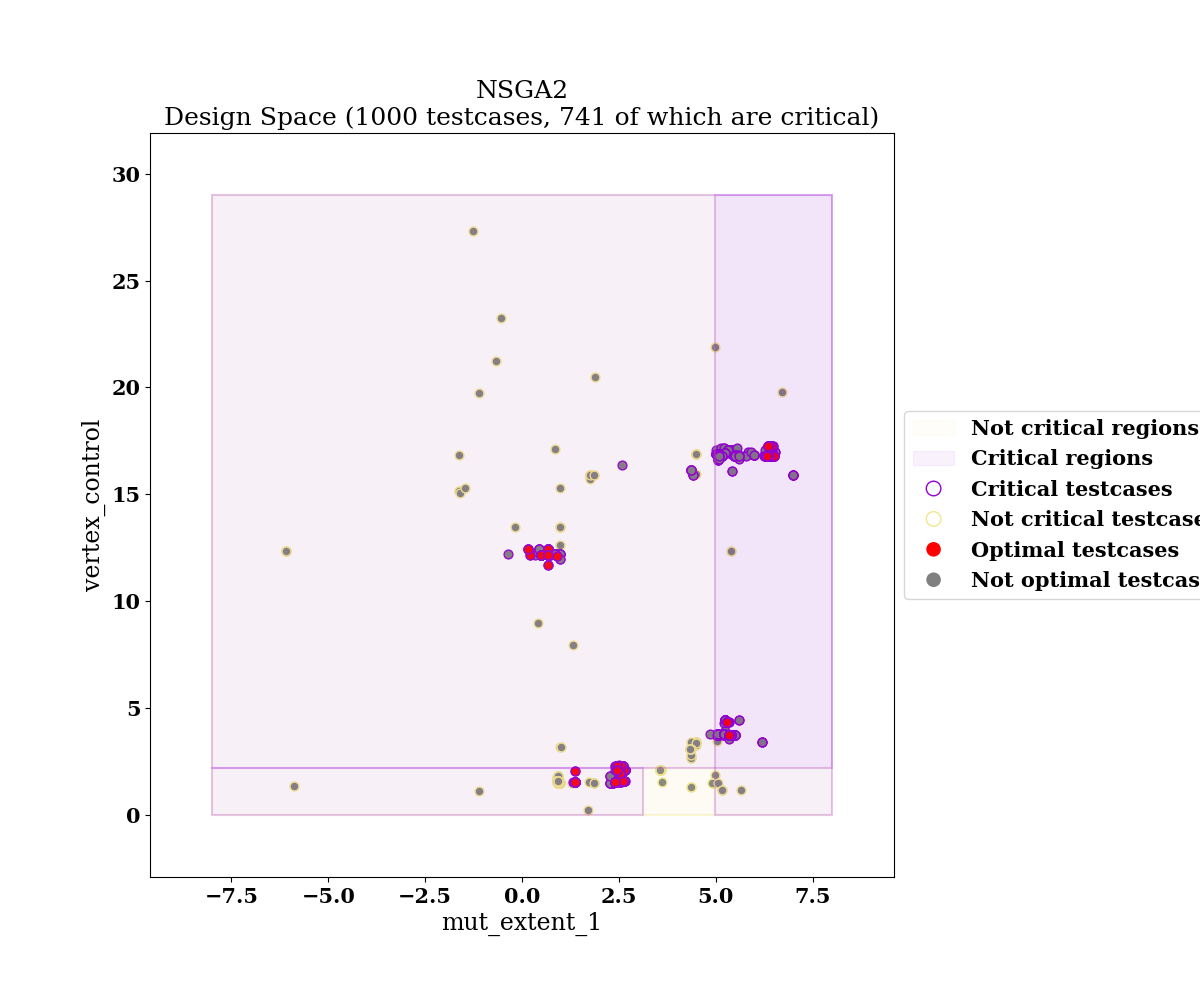 NSGA2
Design Space (1000 testcases, 741 of which are critical)
30
25
20
15
10
5
0
vertex_control
−7.5
−5.0
−2.5
0.0
2.5
5.0
7.5
mut_extent_1
Not critical regions
Critical regions
Critical testcases
Not critical testcase
Optimal testcases
Not optimal testcas